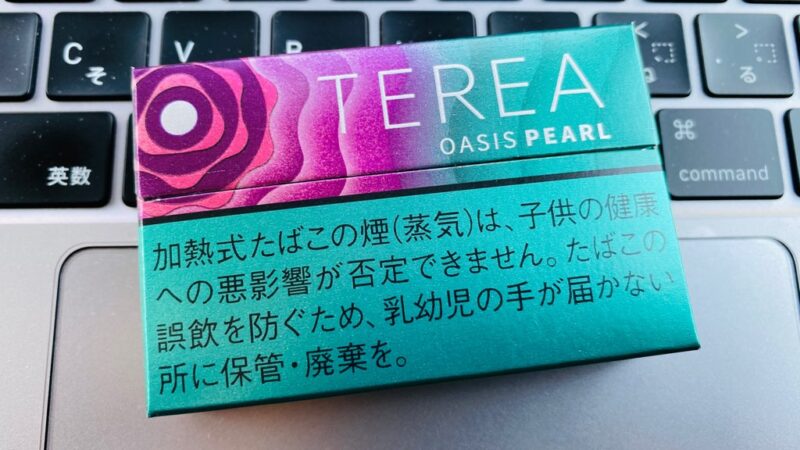 C
そ
V
B
英数
る
⌘
command
TEREA
OASIS PEARL
加熱式たばこの煙(蒸気)は、子供の健康
への悪影響が否定できません。たばこの
誤飲を防ぐため、乳幼児の手が届かない
所に保管・廃棄を。